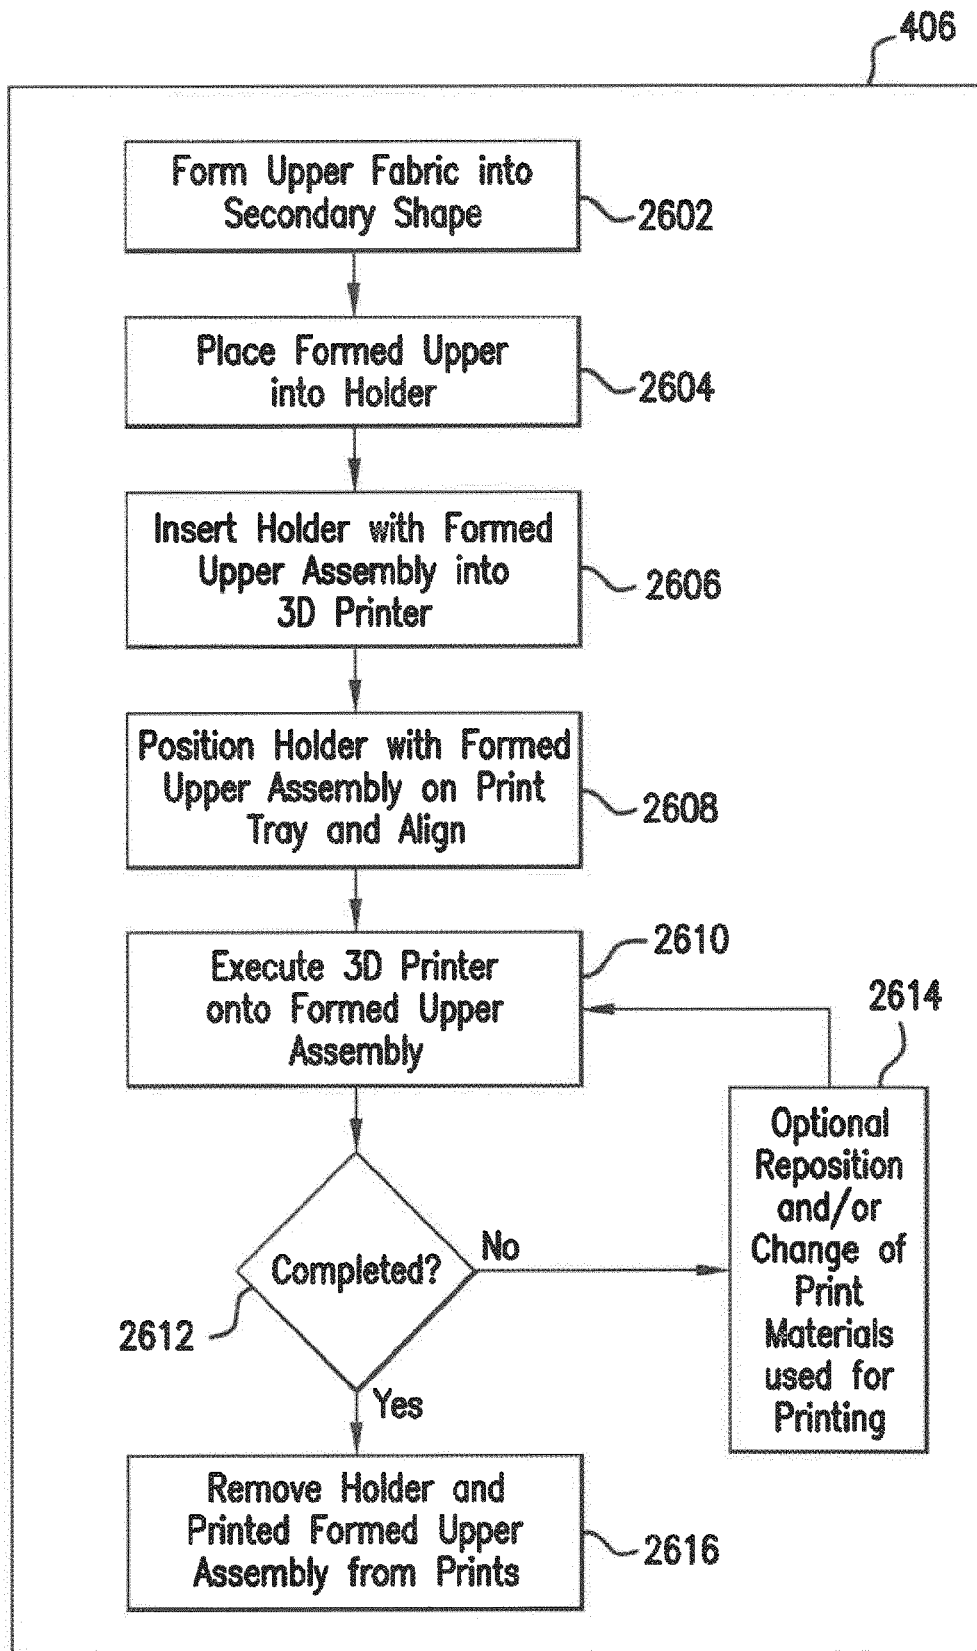 406
Form Upper Fabric into
Secondary Shape
2602
Place Formed Upper
into Holder
2604
Insert Holder with Formed
Upper Assembly into
3D Printer
2606
Position Holder with Formed
Upper Assembly on Print
Tray and Align
2608
Execute 3D Printer
onto Formed Upper
Assembly
2610
2614
Optional
Reposition
and/or
Change of
Print
Materials
used for
Printing
Completed?
No
2612
Yes
Remove Holder and
Printed Formed Upper
Assembly from Prints
2616